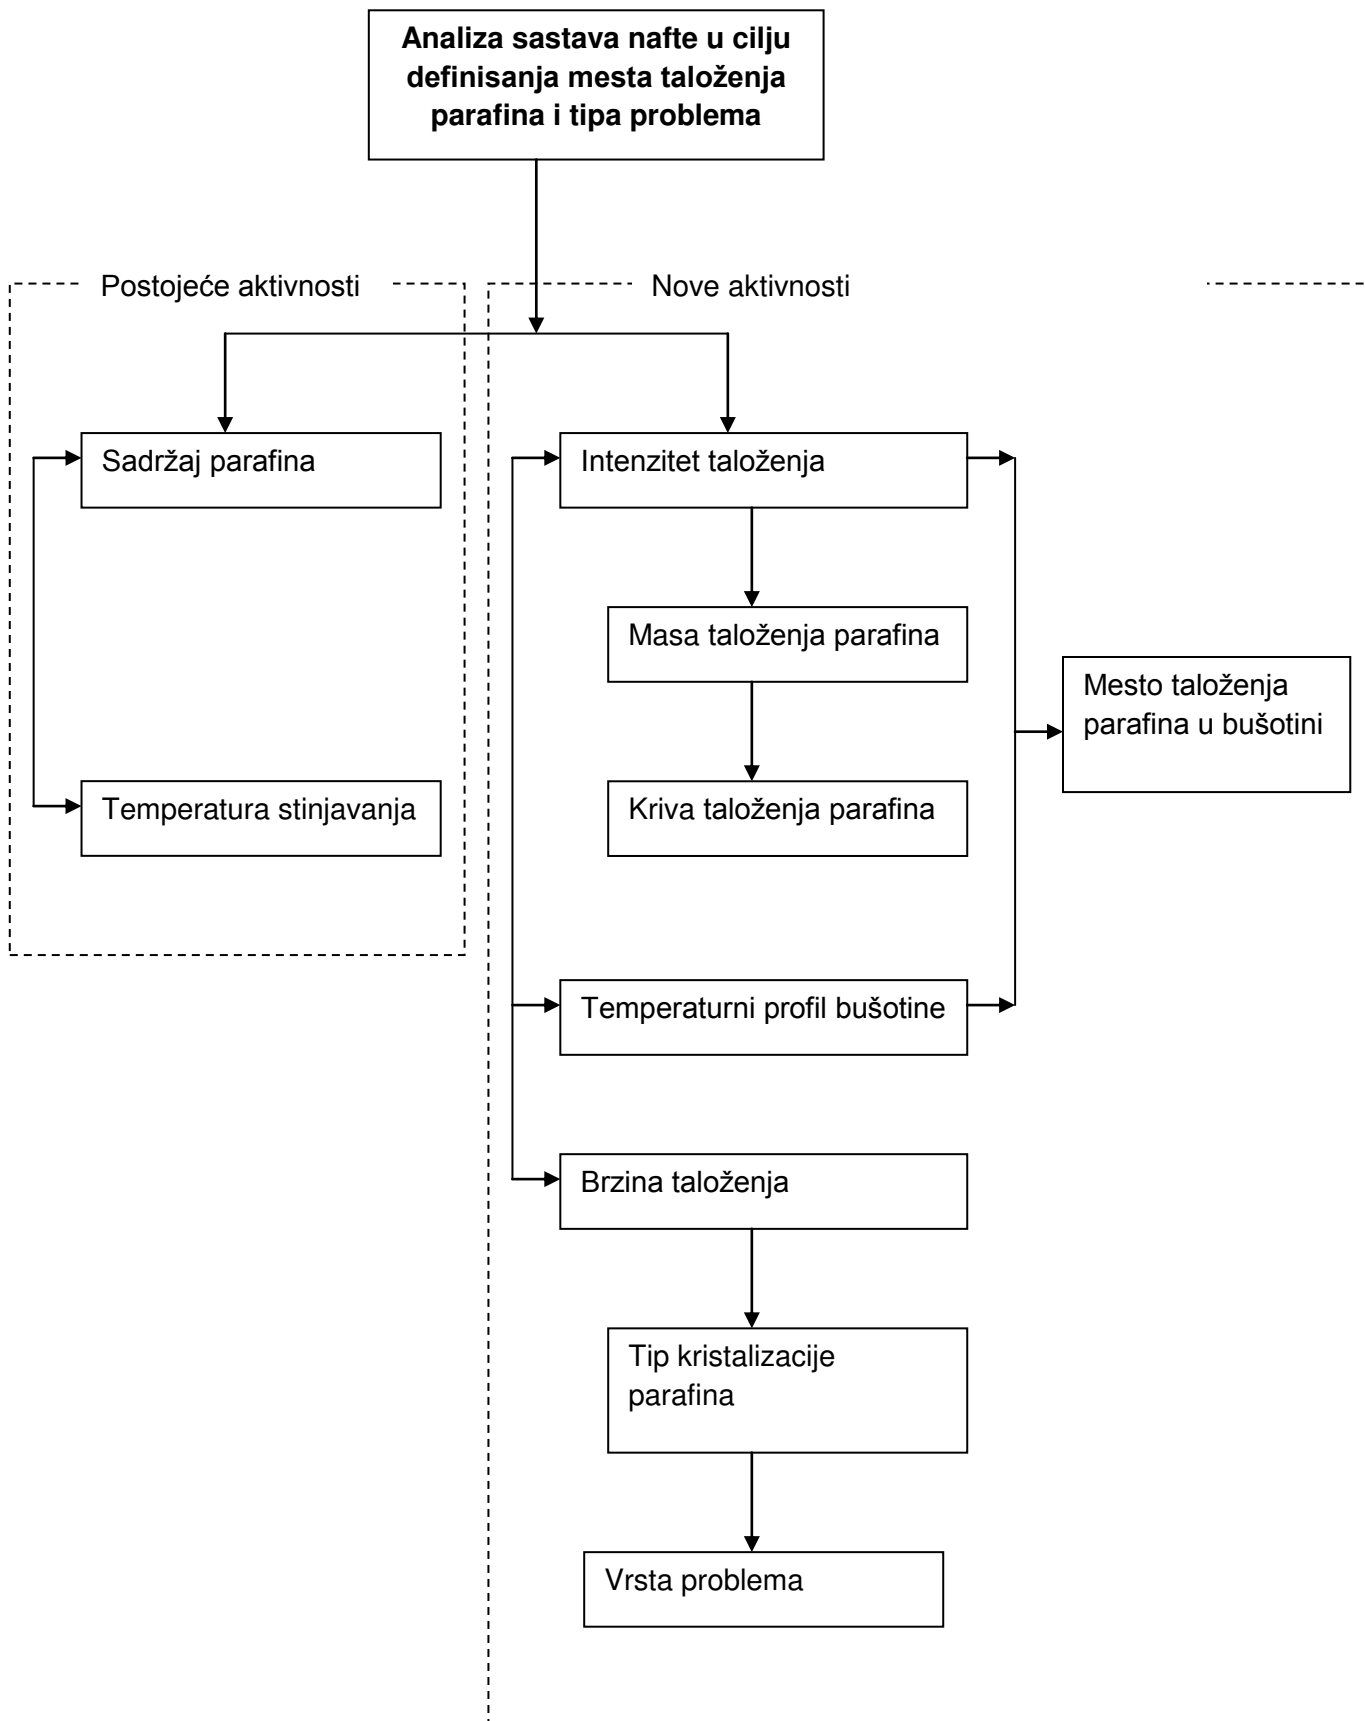 Analiza sastava nafte u cilju
definisanja mesta taloženja
parafina i tipa problema
Postojeće aktivnosti
Nove aktivnosti
Sadržaj parafina
Intenzitet taloženja
Masa taloženja parafina
Mesto taloženja
parafina u bušotini
Temperatura stinjavanja
Kriva taloženja parafina
Temperaturni profil bušotine
Brzina taloženja
Tip kristalizacije
parafina
Vrsta problema